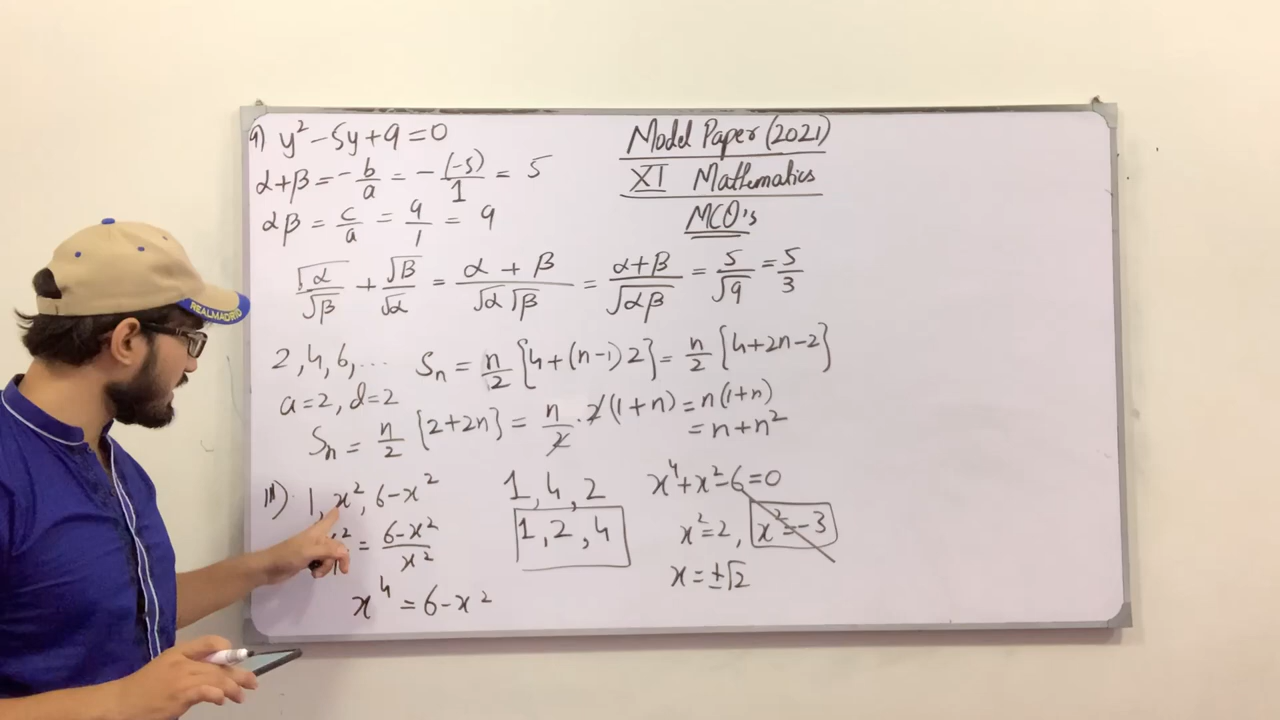 9) y² - 5y + 9 = 0
α+β = -b/a = -(-5)/1 = 5
αβ = c/a = 9/1 = 9
√α/√β + √β/√α = α + β/√α √β = α+β/√αβ = 5/√9 = 5/3
2, 4, 6, ... Sₙ = n/2 {4+(n-1)2} = n/2 {4+2n-2}
a=2, d=2
Sₙ = n/2 {2+2n} = n/2 · 2(1+n) = n(1+n)
= n+n²
1, x², 6-x²
x² = 6-x²/x²
x⁴ = 6-x²
1, 4, 2
1, 2, 4
x⁴+x²-6=0
x²=2, x²=-3
x=±√2
Model Paper (2021)
XI Mathematics
MCQ's
REALMADRID